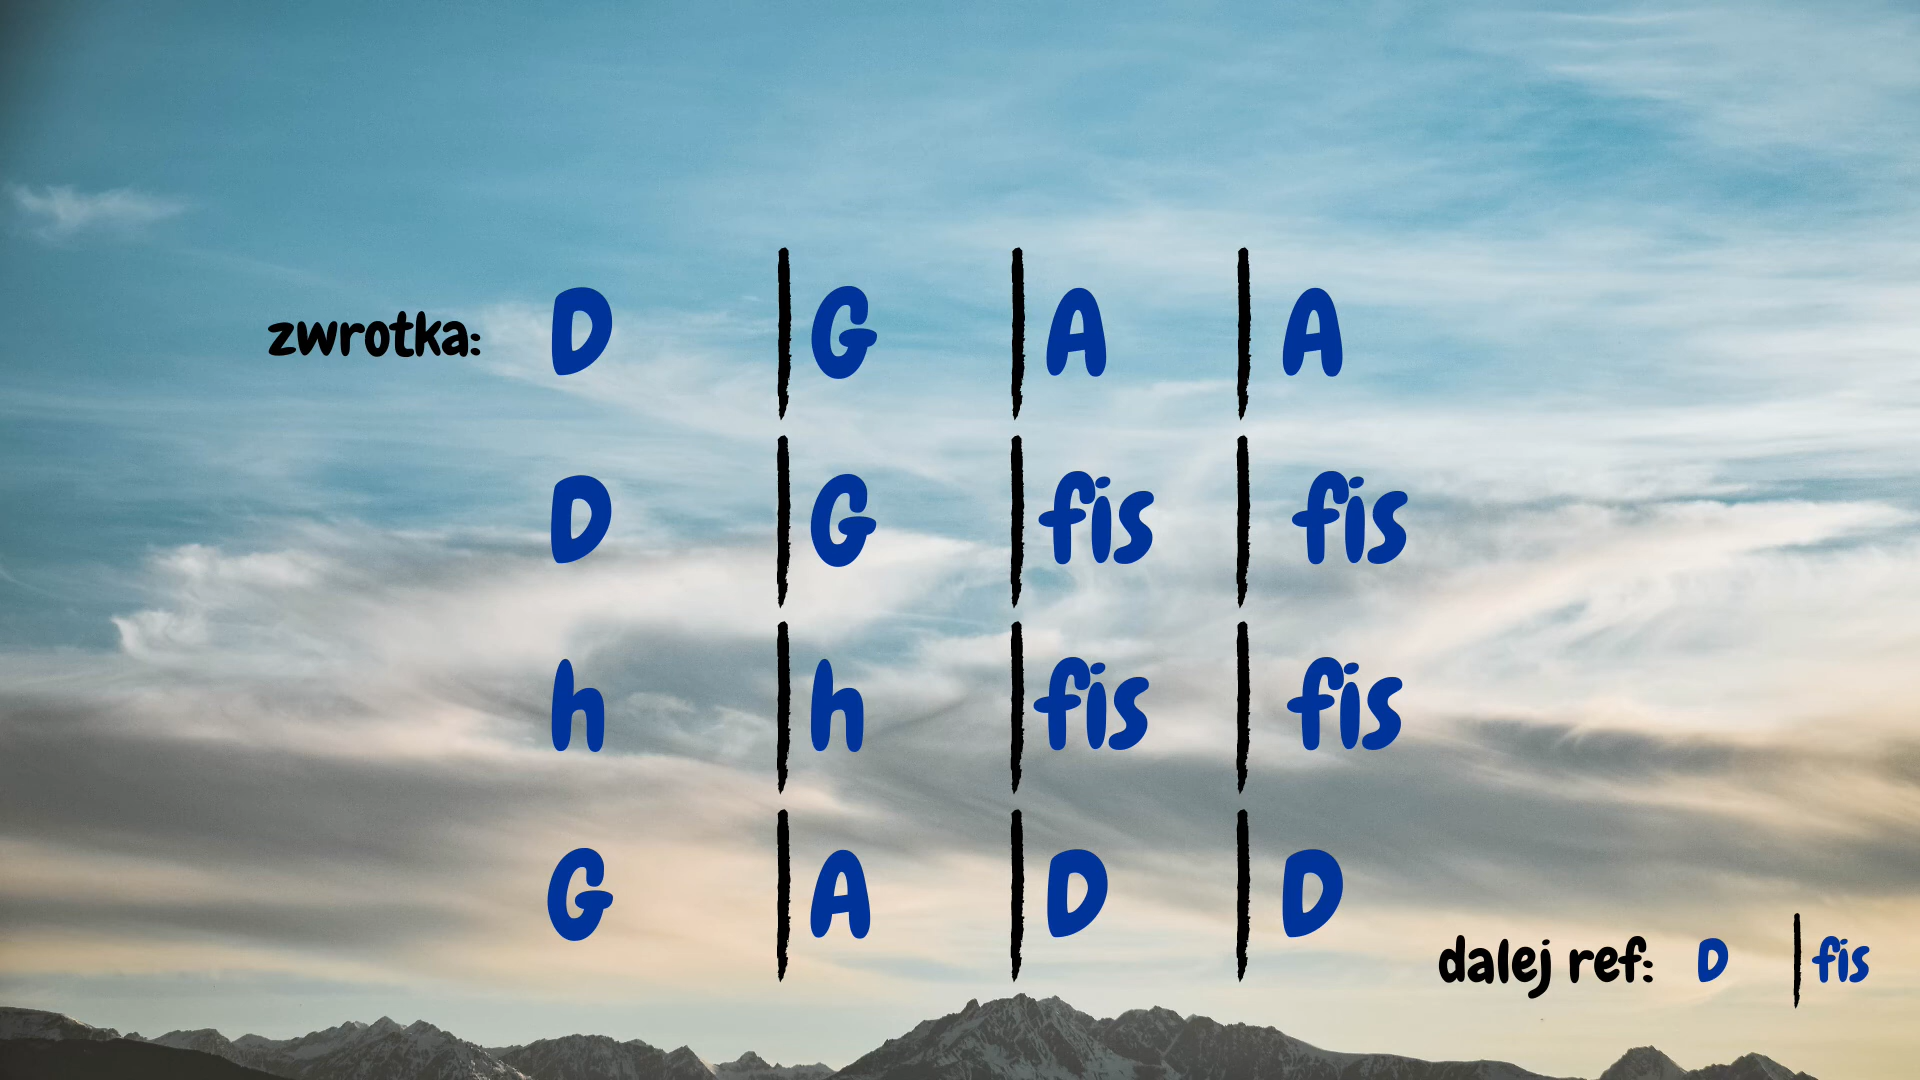 zwrotka: D | G | A | A
D | G | fis | fis
h | h | fis | fis
G | A | D | D
dalej ref: D | fis